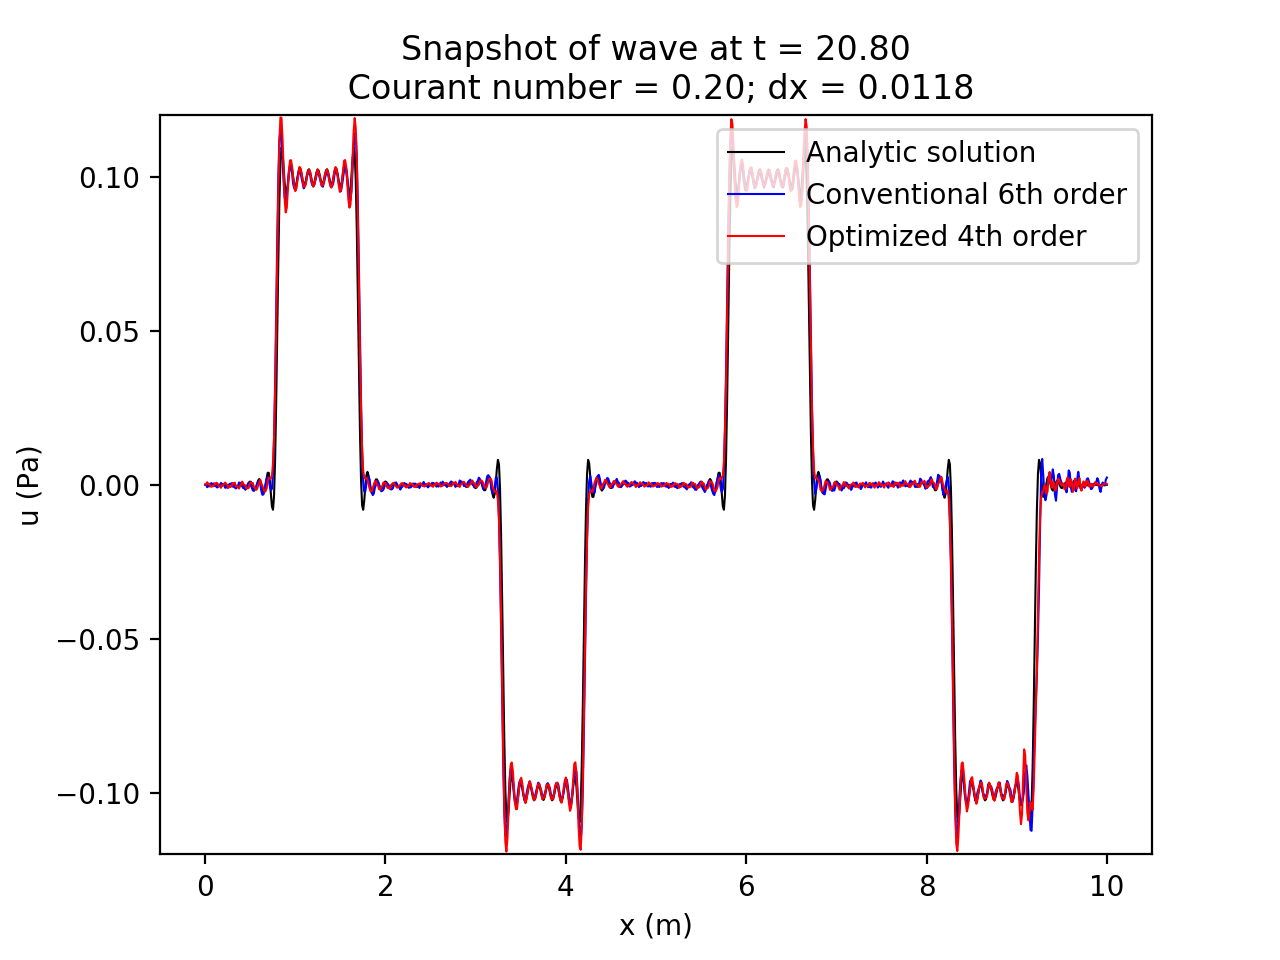 Snapshot of wave at t = 20.80
Courant number = 0.20; dx = 0.0118
Analytic solution
Conventional 6th order
Optimized 4th order
0.10
0.05
0.00
−0.05
−0.10
u (Pa)
0 2 4 6 8 10
x (m)